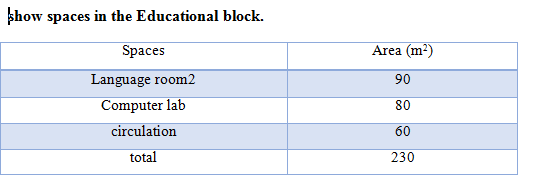 show spaces in the Educational block.
Spaces Area (m²)
Language room2 90
Computer lab 80
circulation 60
total 230